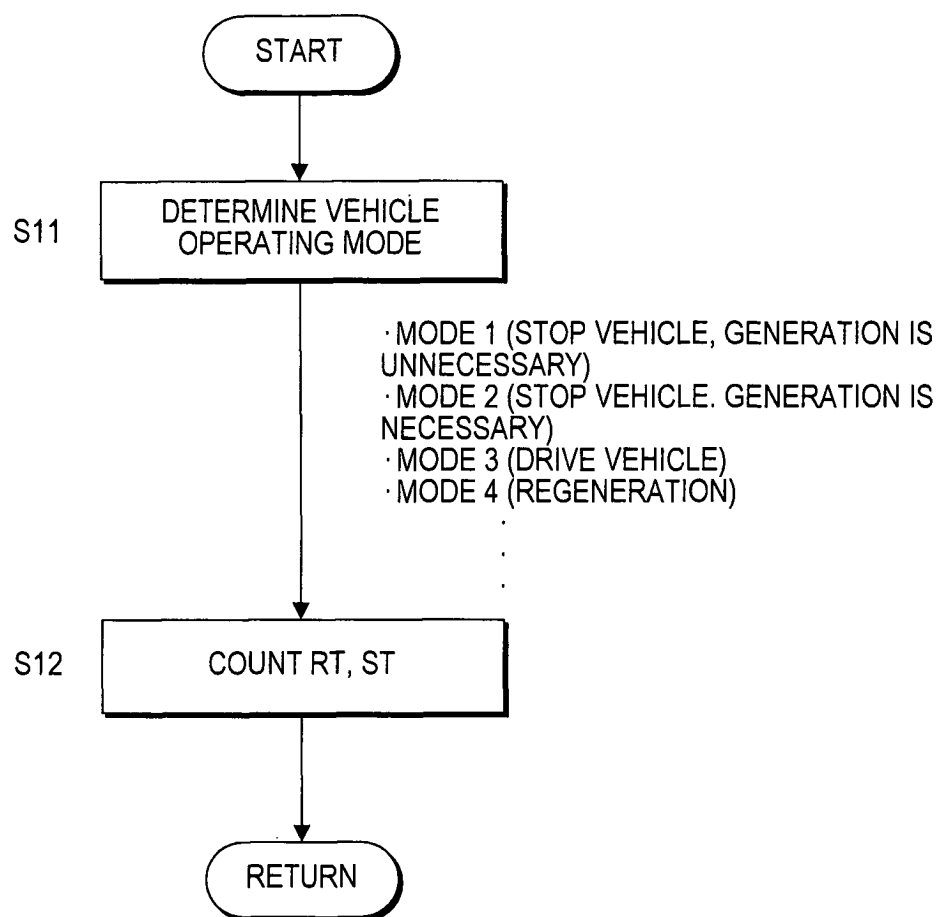 START
S11
DETERMINE VEHICLE
OPERATING MODE
· MODE 1 (STOP VEHICLE, GENERATION IS
UNNECESSARY)
· MODE 2 (STOP VEHICLE. GENERATION IS
NECESSARY)
· MODE 3 (DRIVE VEHICLE)
· MODE 4 (REGENERATION)
.
.
.
S12
COUNT RT, ST
RETURN